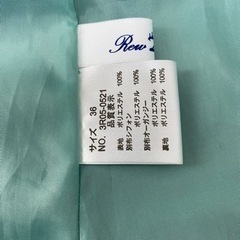 Rew
サイズ 36
NO. 3R05-0521
品質表示
表地
ポリエステル 100%
別布シフォン
ポリエステル 100%
別布オーガンジー
ポリエステル 100%
裏地
ポリエステル 100%